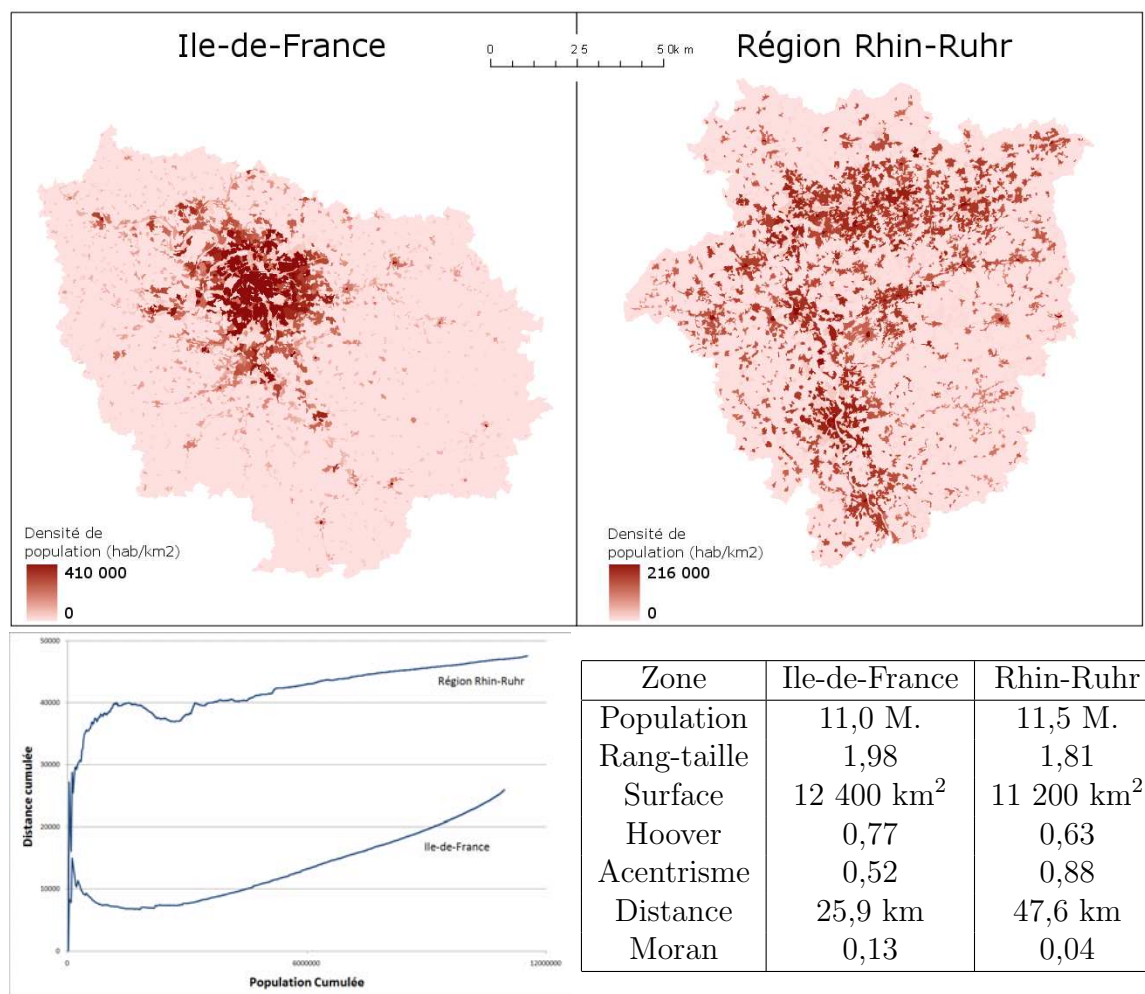 Ile-de-France
Région Rhin-Ruhr
0 25 50km
Densité de
population (hab/km2)
410 000
0
Densité de
population (hab/km2)
216 000
0
50000
40000
30000
20000
10000
0
Distance cumulée
Région Rhin-Ruhr
Ile-de-France
0 6000000 12000000
Population Cumulée
Zone Ile-de-France Rhin-Ruhr
Population 11,0 M. 11,5 M.
Rang-taille 1,98 1,81
Surface 12 400 km² 11 200 km²
Hoover 0,77 0,63
Acentrisme 0,52 0,88
Distance 25,9 km 47,6 km
Moran 0,13 0,04